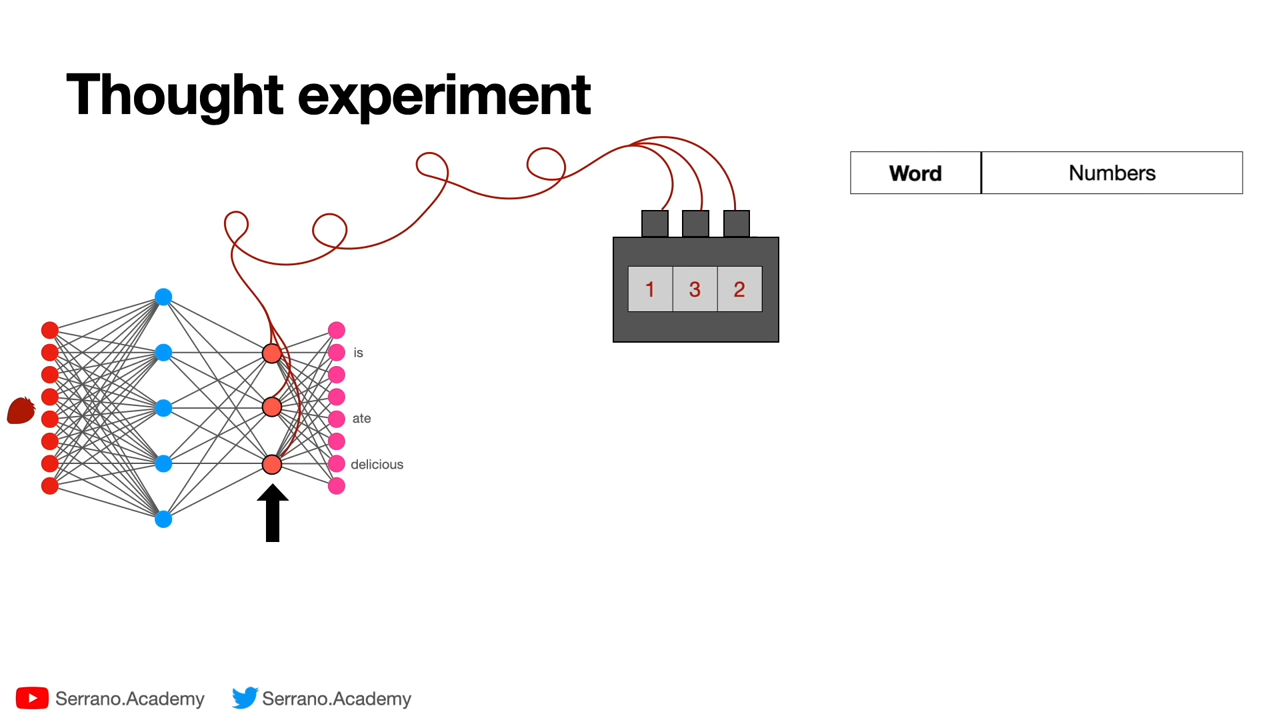 Thought experiment
Word Numbers
1 3 2
is
ate
delicious
Serrano.Academy Serrano.Academy